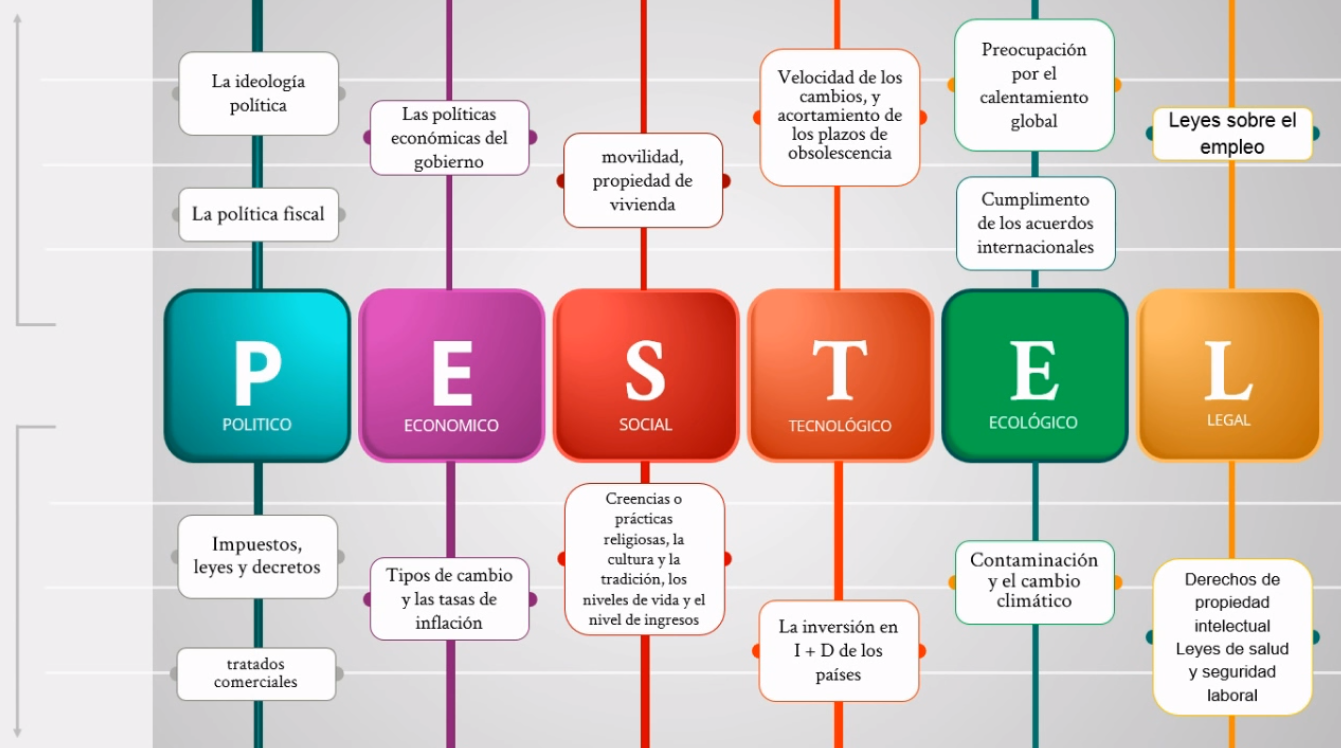 La ideología
política
La política fiscal
P
POLITICO
Impuestos,
leyes y decretos
tratados
comerciales
Las políticas
económicas del
gobierno
E
ECONOMICO
Tipos de cambio
y las tasas de
inflación
movilidad,
propiedad de
vivienda
S
SOCIAL
Creencias o
prácticas
religiosas, la
cultura y la
tradición, los
niveles de vida y el
nivel de ingresos
Velocidad de los
cambios, y
acortamiento de
los plazos de
obsolescencia
T
TECNOLÓGICO
La inversión en
I + D de los
países
Preocupación
por el
calentamiento
global
Cumplimento
de los acuerdos
internacionales
E
ECOLÓGICO
Contaminación
y el cambio
climático
Leyes sobre el
empleo
L
LEGAL
Derechos de
propiedad
intelectual
Leyes de salud
y seguridad
laboral